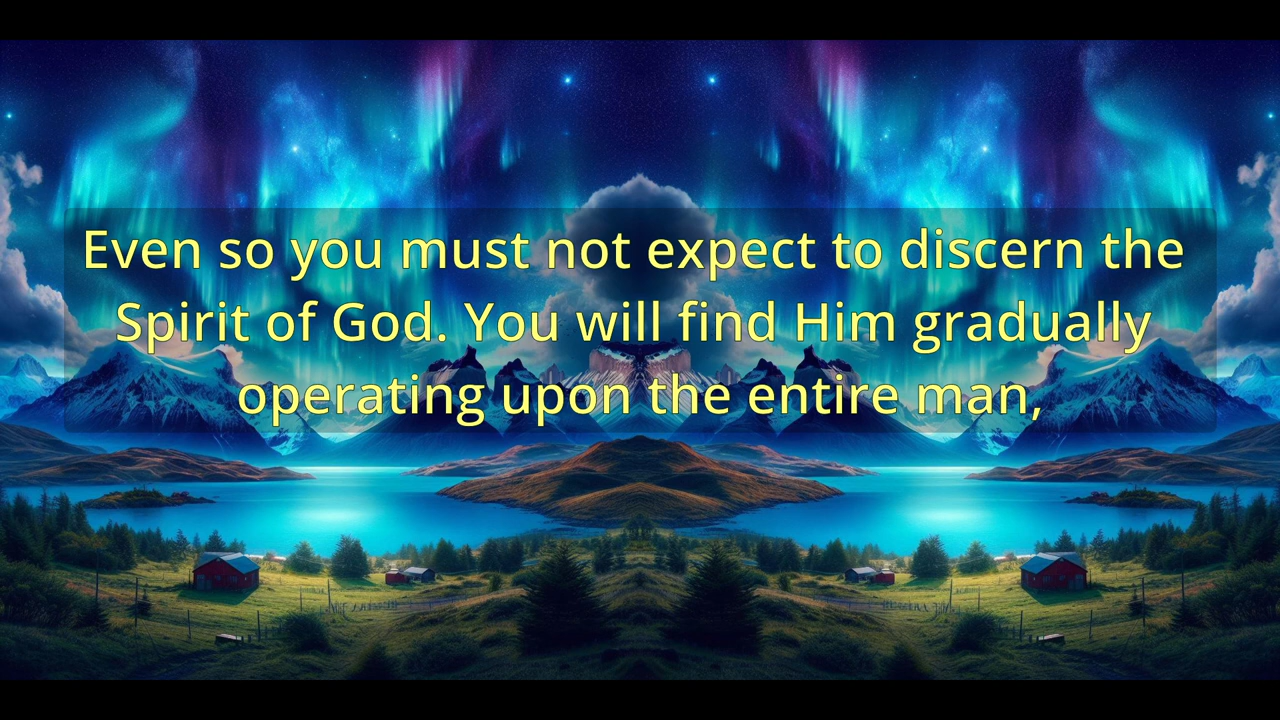 Even so you must not expect to discern the
Spirit of God. You will find Him gradually
operating upon the entire man,